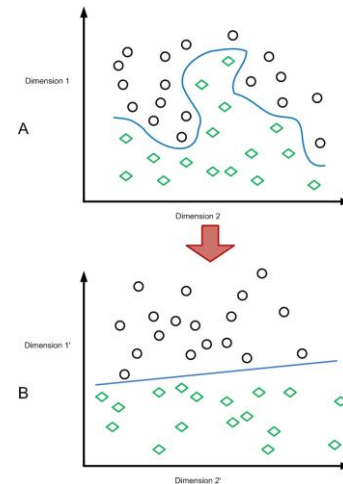 Dimension 1
A
Dimension 2
Dimension 1'
B
Dimension 2'